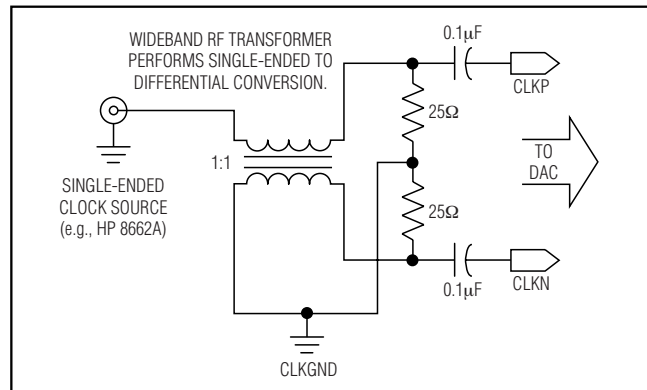 WIDEBAND RF TRANSFORMER
PERFORMS SINGLE-ENDED TO
DIFFERENTIAL CONVERSION.
0.1µF
CLKP
25Ω
1:1
TO
DAC
SINGLE-ENDED
CLOCK SOURCE
(e.g., HP 8662A)
25Ω
0.1µF
CLKN
CLKGND